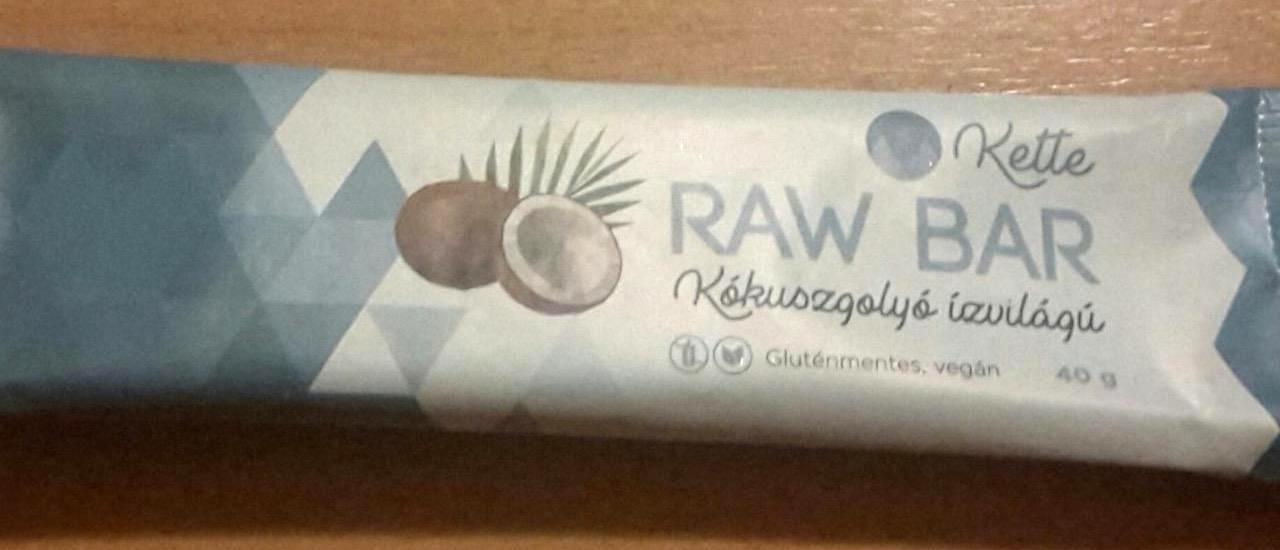 Kette
RAW BAR
Kókuszgolyó ízvilágú
Gluténmentes, vegán 40 g